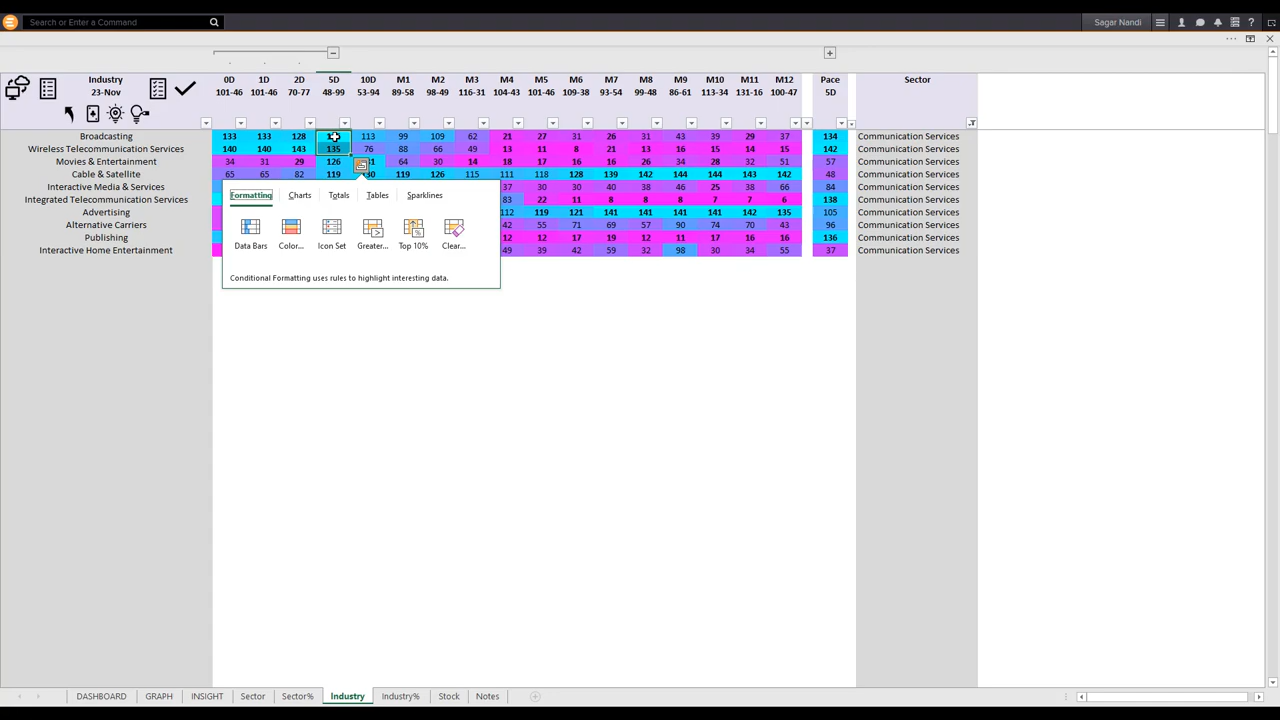 Search or Enter a Command
Sagar Nandi
Industry 0D 1D 2D 5D 10D M1 M2 M3 M4 M5 M6 M7 M8 M9 M10 M11 M12 Pace Sector
23-Nov 101-46 101-46 70-77 48-99 53-94 89-58 98-49 116-31 104-43 101-46 109-38 93-54 99-48 86-61 113-34 131-16 100-47 5D
Broadcasting 133 133 128 113 99 109 62 21 27 31 26 31 43 39 29 37 134 Communication Services
Wireless Telecommunication Services 140 140 143 135 76 88 66 49 13 11 8 21 13 16 15 14 15 142 Communication Services
Movies & Entertainment 34 31 29 126 64 30 14 18 17 16 16 26 34 28 32 51 57 Communication Services
Cable & Satellite 65 65 82 119 119 126 115 111 118 128 139 142 144 144 143 142 48 Communication Services
Interactive Media & Services 37 30 30 40 38 46 25 38 66 84 Communication Services
Integrated Telecommunication Services 83 22 11 8 8 8 7 7 6 138 Communication Services
Advertising 112 119 121 141 141 141 142 142 135 105 Communication Services
Alternative Carriers 42 55 71 69 57 90 74 70 43 96 Communication Services
Publishing 12 12 17 19 12 11 17 16 16 136 Communication Services
Interactive Home Entertainment 49 39 42 59 32 98 30 34 55 37 Communication Services
Formatting Charts Totals Tables Sparklines
Data Bars Color... Icon Set Greater... Top 10% Clear...
Conditional Formatting uses rules to highlight interesting data.
DASHBOARD GRAPH INSIGHT Sector Sector% Industry Industry% Stock Notes